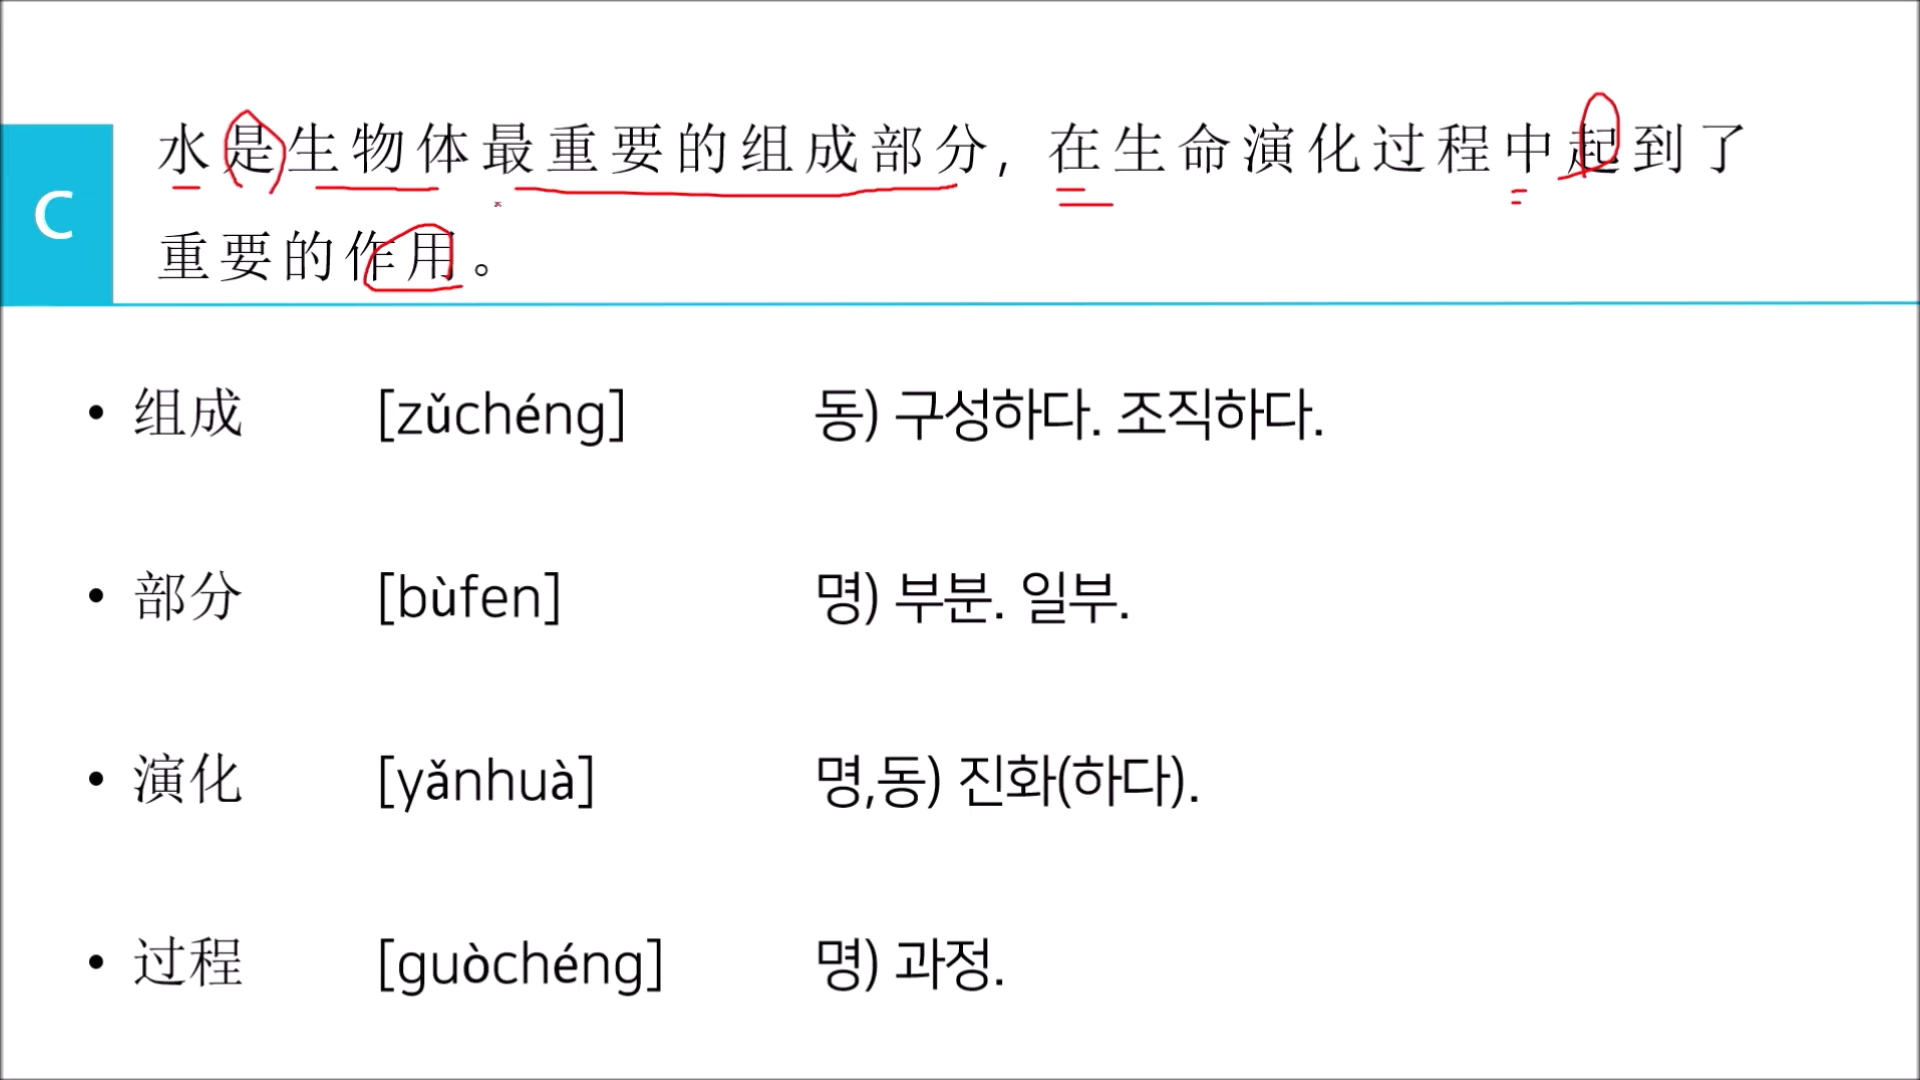 C
水是生物体最重要的组成部分，在生命演化过程中起到了
重要的作用。
• 组成 [zǔchéng] 동) 구성하다. 조직하다.
• 部分 [bùfen] 명) 부분. 일부.
• 演化 [yǎnhuà] 명,동) 진화(하다).
• 过程 [guòchéng] 명) 과정.